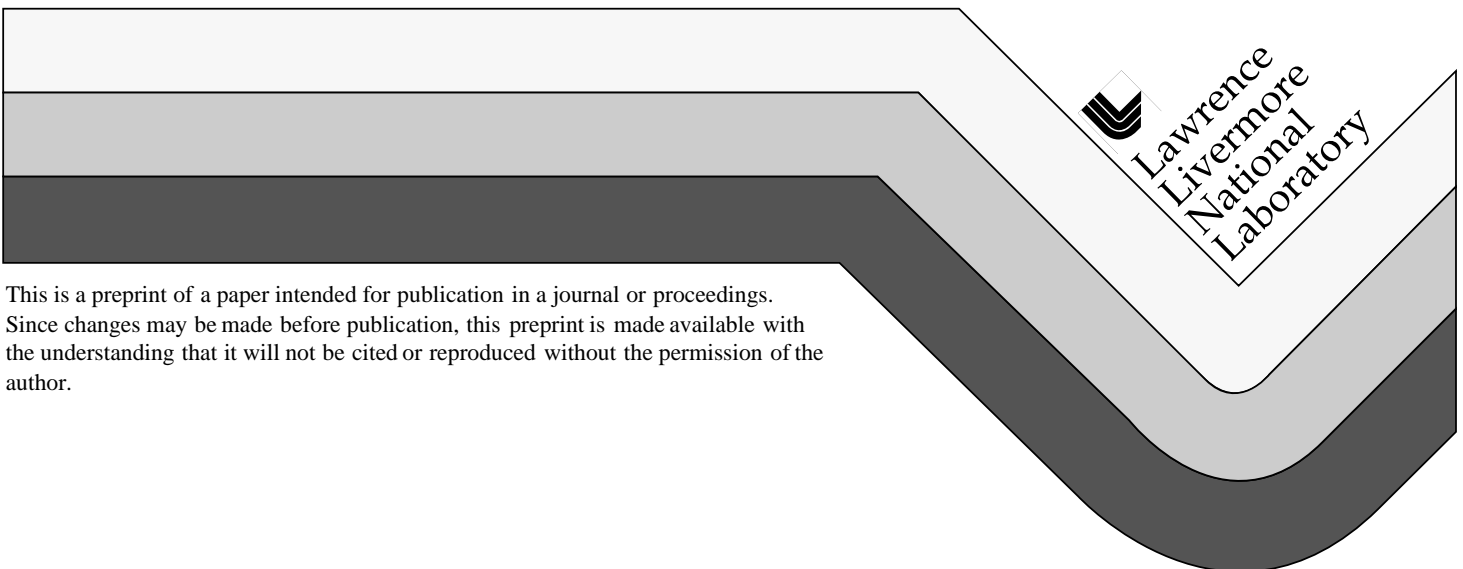 Lawrence
Livermore
National
Laboratory
This is a preprint of a paper intended for publication in a journal or proceedings.
Since changes may be made before publication, this preprint is made available with
the understanding that it will not be cited or reproduced without the permission of the
author.